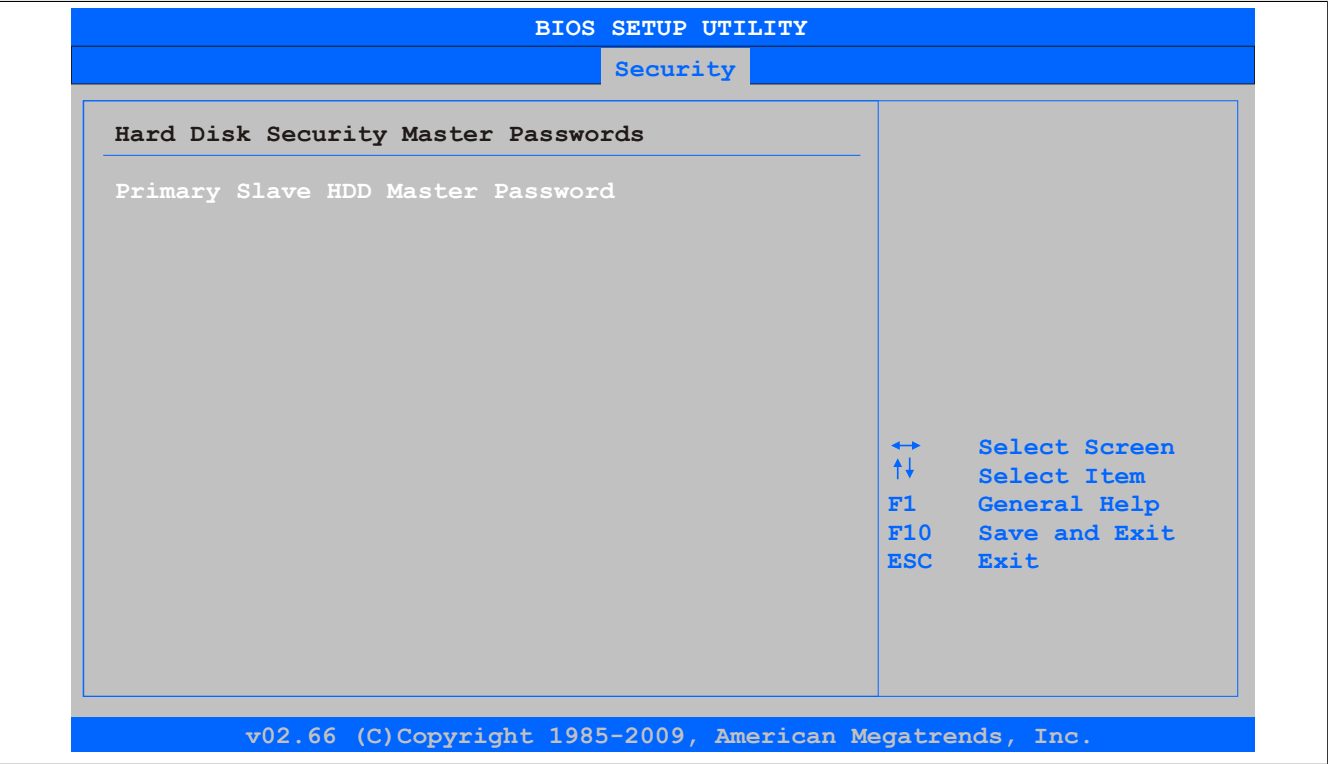 BIOS SETUP UTILITY
Security
Hard Disk Security Master Passwords
Primary Slave HDD Master Password
↔ Select Screen
↑↓ Select Item
F1 General Help
F10 Save and Exit
ESC Exit
v02.66 (C)Copyright 1985-2009, American Megatrends, Inc.